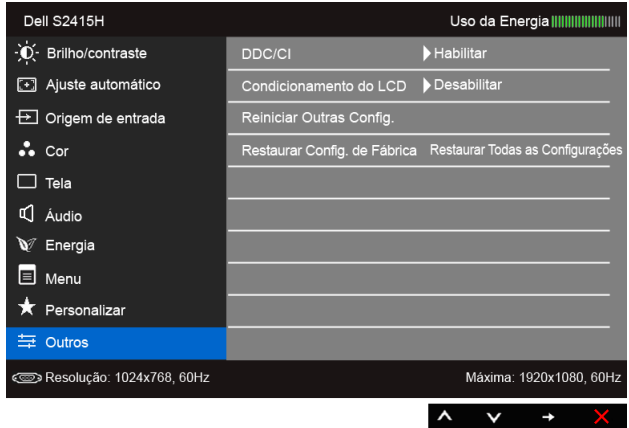 Dell S2415H Uso da Energia
Brilho/contraste DDC/CI Habilitar
Ajuste automático Condicionamento do LCD Desabilitar
Origem de entrada Reiniciar Outras Config.
Cor Restaurar Config. de Fábrica Restaurar Todas as Configurações
Tela
Áudio
Energia
Menu
Personalizar
Outros
Resolução: 1024x768, 60Hz Máxima: 1920x1080, 60Hz